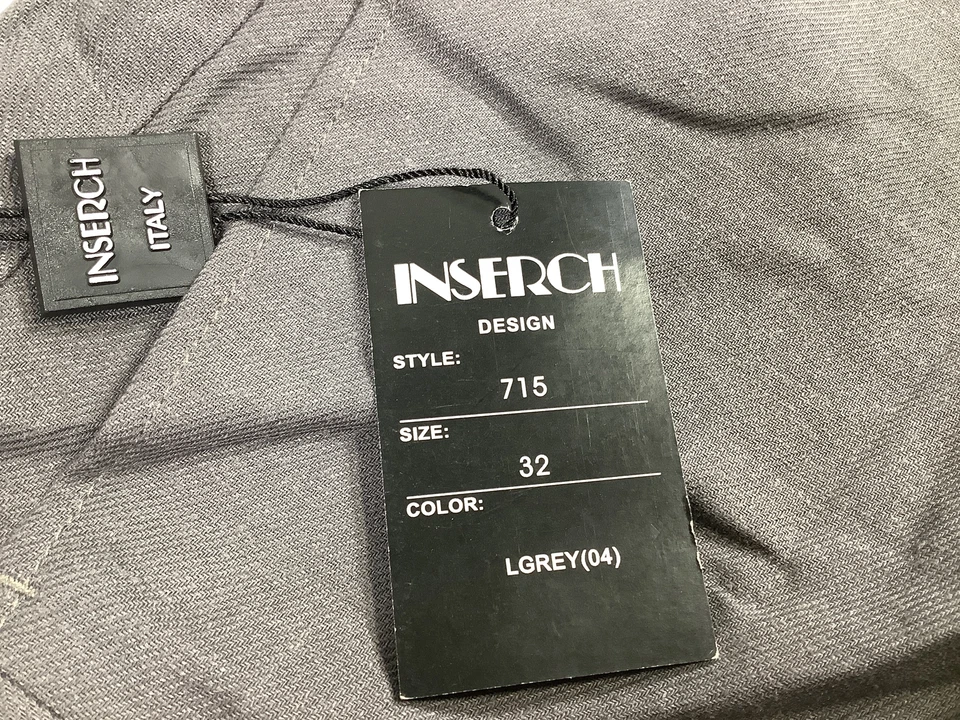 INSERCH
ITALY
INSERCH
DESIGN
STYLE:
715
SIZE:
32
COLOR:
LGREY(04)